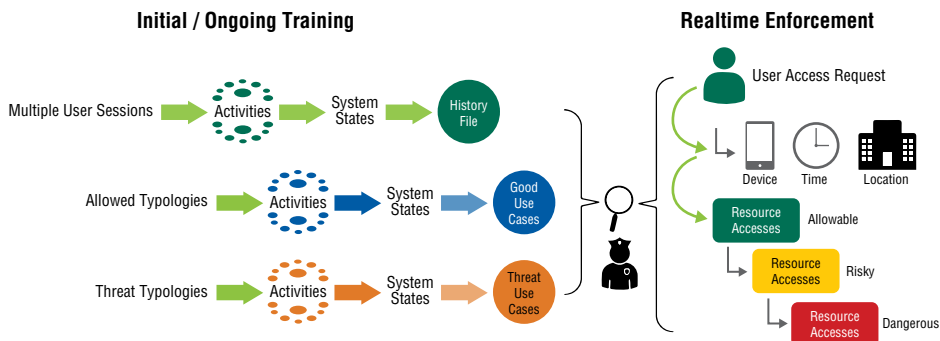 Initial / Ongoing Training
Realtime Enforcement
Multiple User Sessions
Activities
System
States
History
File
Allowed Typologies
Activities
System
States
Good
Use
Cases
Threat Typologies
Activities
System
States
Threat
Use
Cases
User Access Request
Device
Time
Location
Resource
Accesses
Allowable
Resource
Accesses
Risky
Resource
Accesses
Dangerous